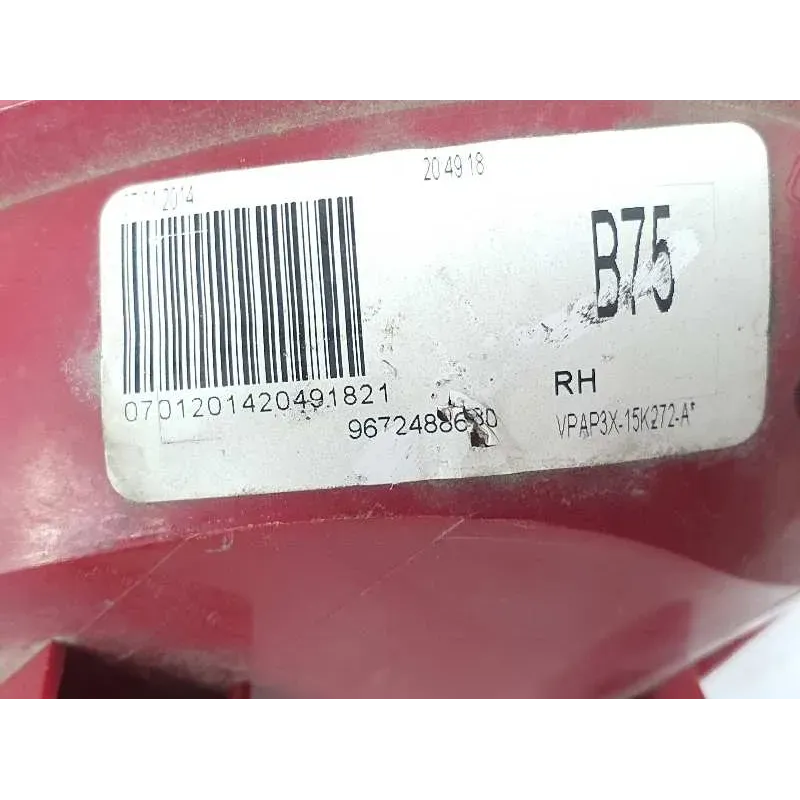 20 49 18
B75
0701201420491821
RH
VPAP3X-15K272-A*